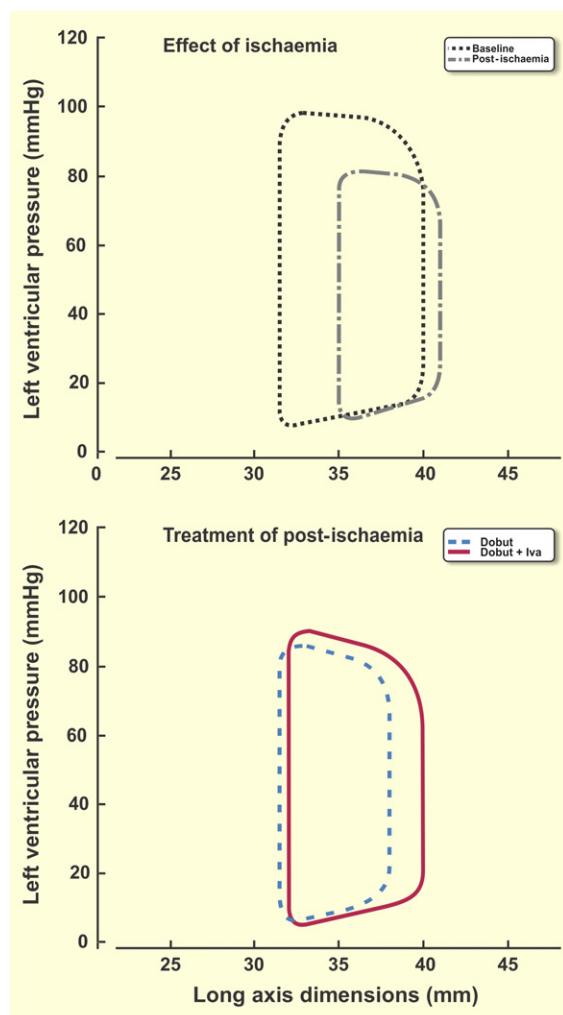 Effect of ischaemia
Baseline
Post-ischaemia
Left ventricular pressure (mmHg)
120
100
80
60
40
20
0
0 25 30 35 40 45
Treatment of post-ischaemia
Dobut
Dobut + Iva
Left ventricular pressure (mmHg)
120
100
80
60
40
20
0
25 30 35 40 45
Long axis dimensions (mm)